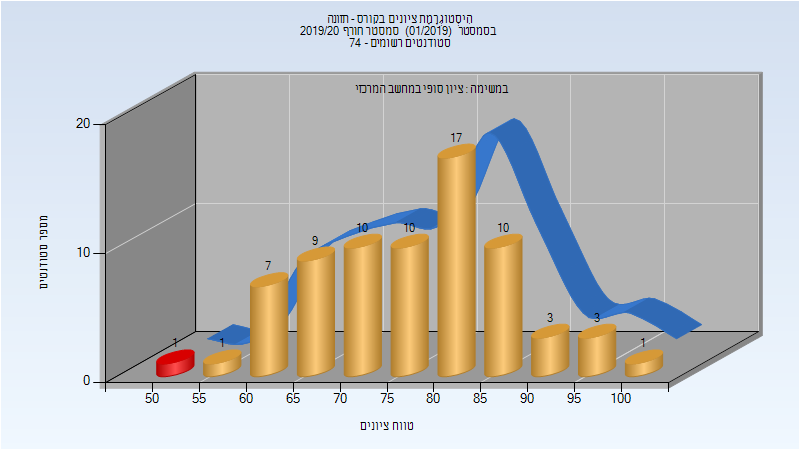 היסטוגרמת ציונים בקורס - חזונה
בסמסטר (01/2019) סמסטר חורף 2019/20
סטודנטים רשומים - 74
במשימה : ציון סופי במחשב המרכזי
מספר סטודנטים
20
10
0
1
1
7
9
10
10
17
10
3
3
1
50 55 60 65 70 75 80 85 90 95 100
טווח ציונים